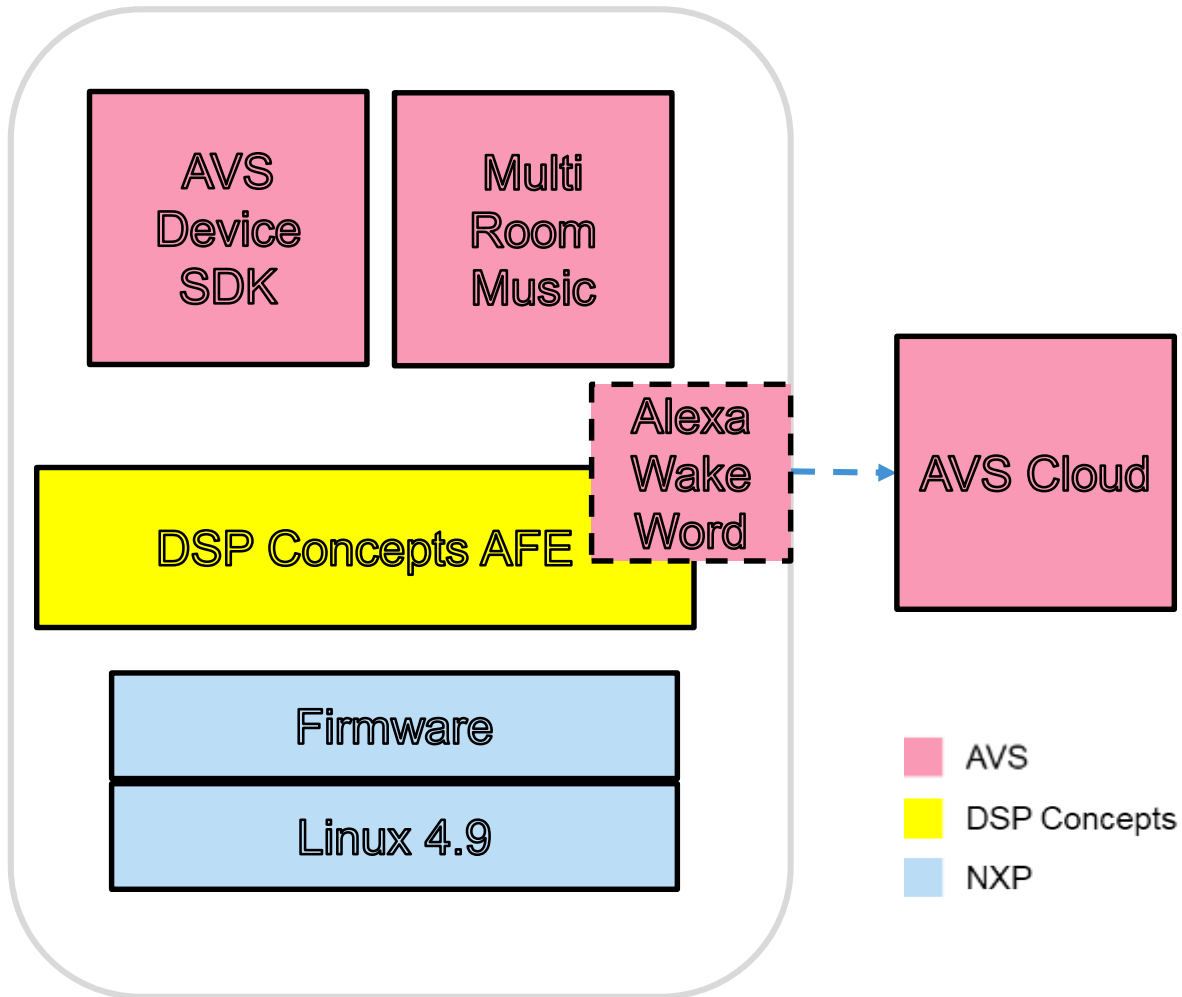 AVS
Device
SDK
Multi
Room
Music
Alexa
Wake
Word
AVS Cloud
DSP Concepts AFE
Firmware
Linux 4.9
AVS
DSP Concepts
NXP